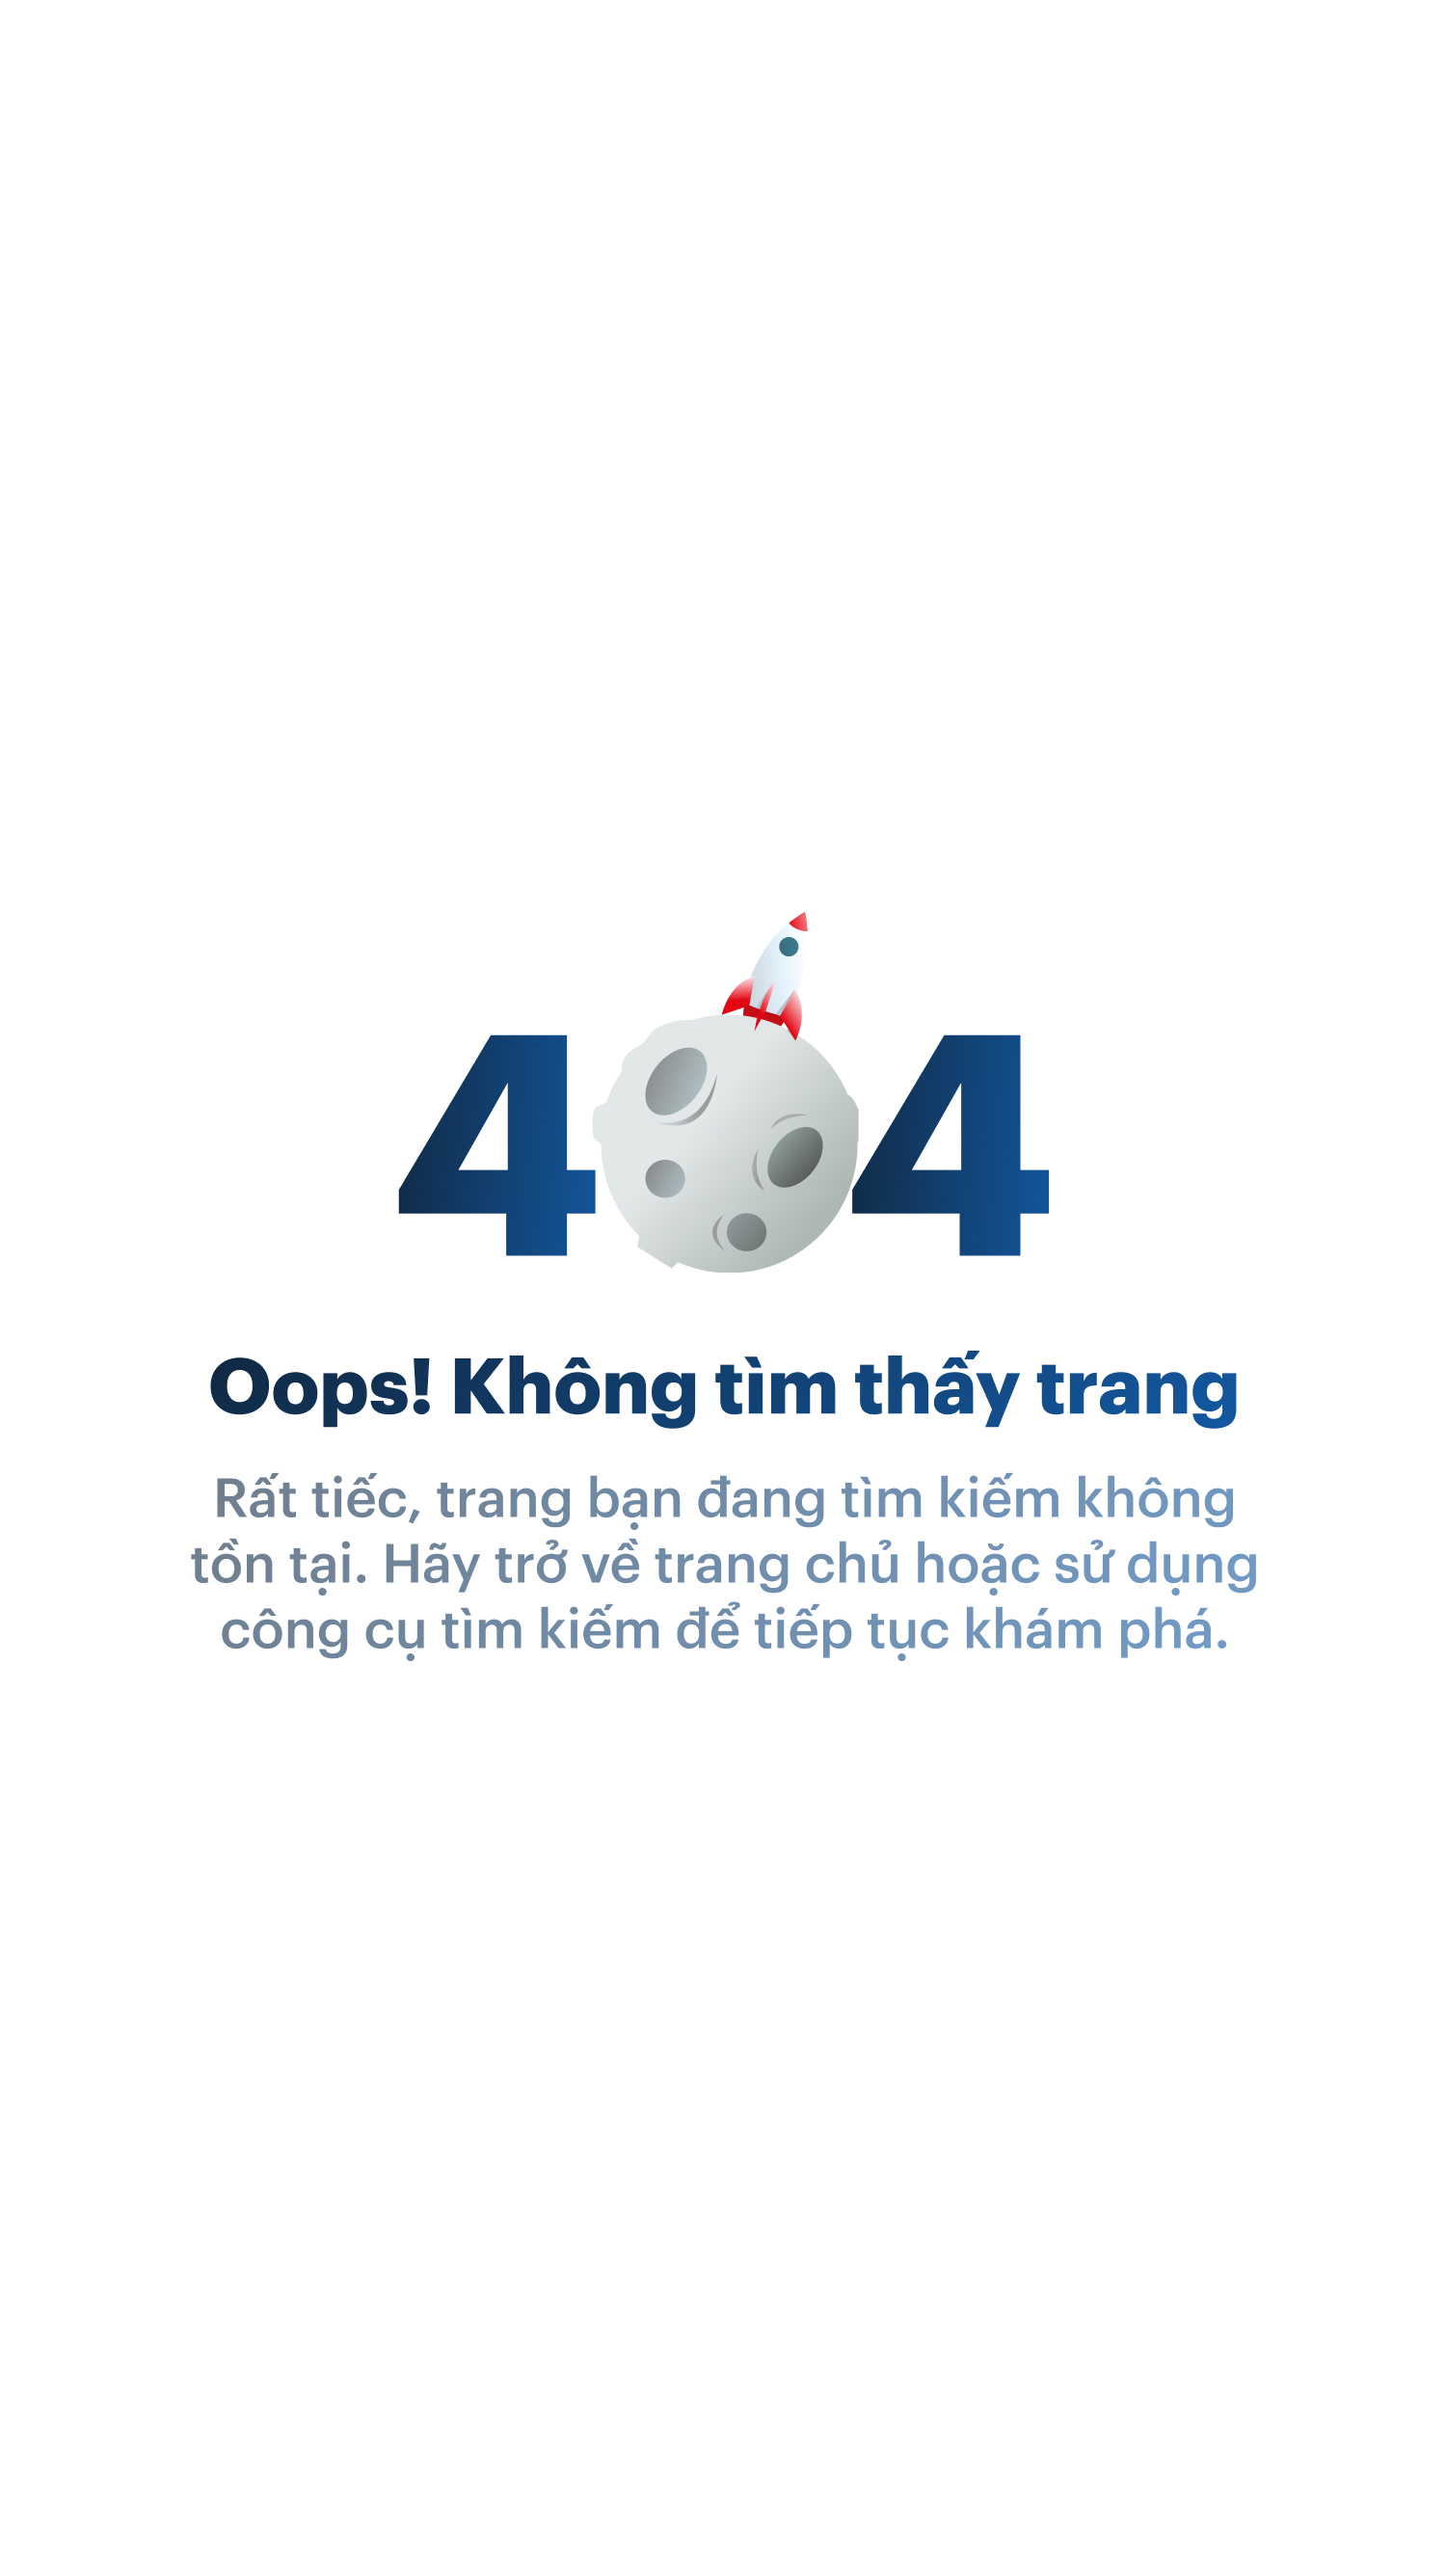 404
Oops! Không tìm thấy trang
Rất tiếc, trang bạn đang tìm kiếm không
tồn tại. Hãy trở về trang chủ hoặc sử dụng
công cụ tìm kiếm để tiếp tục khám phá.